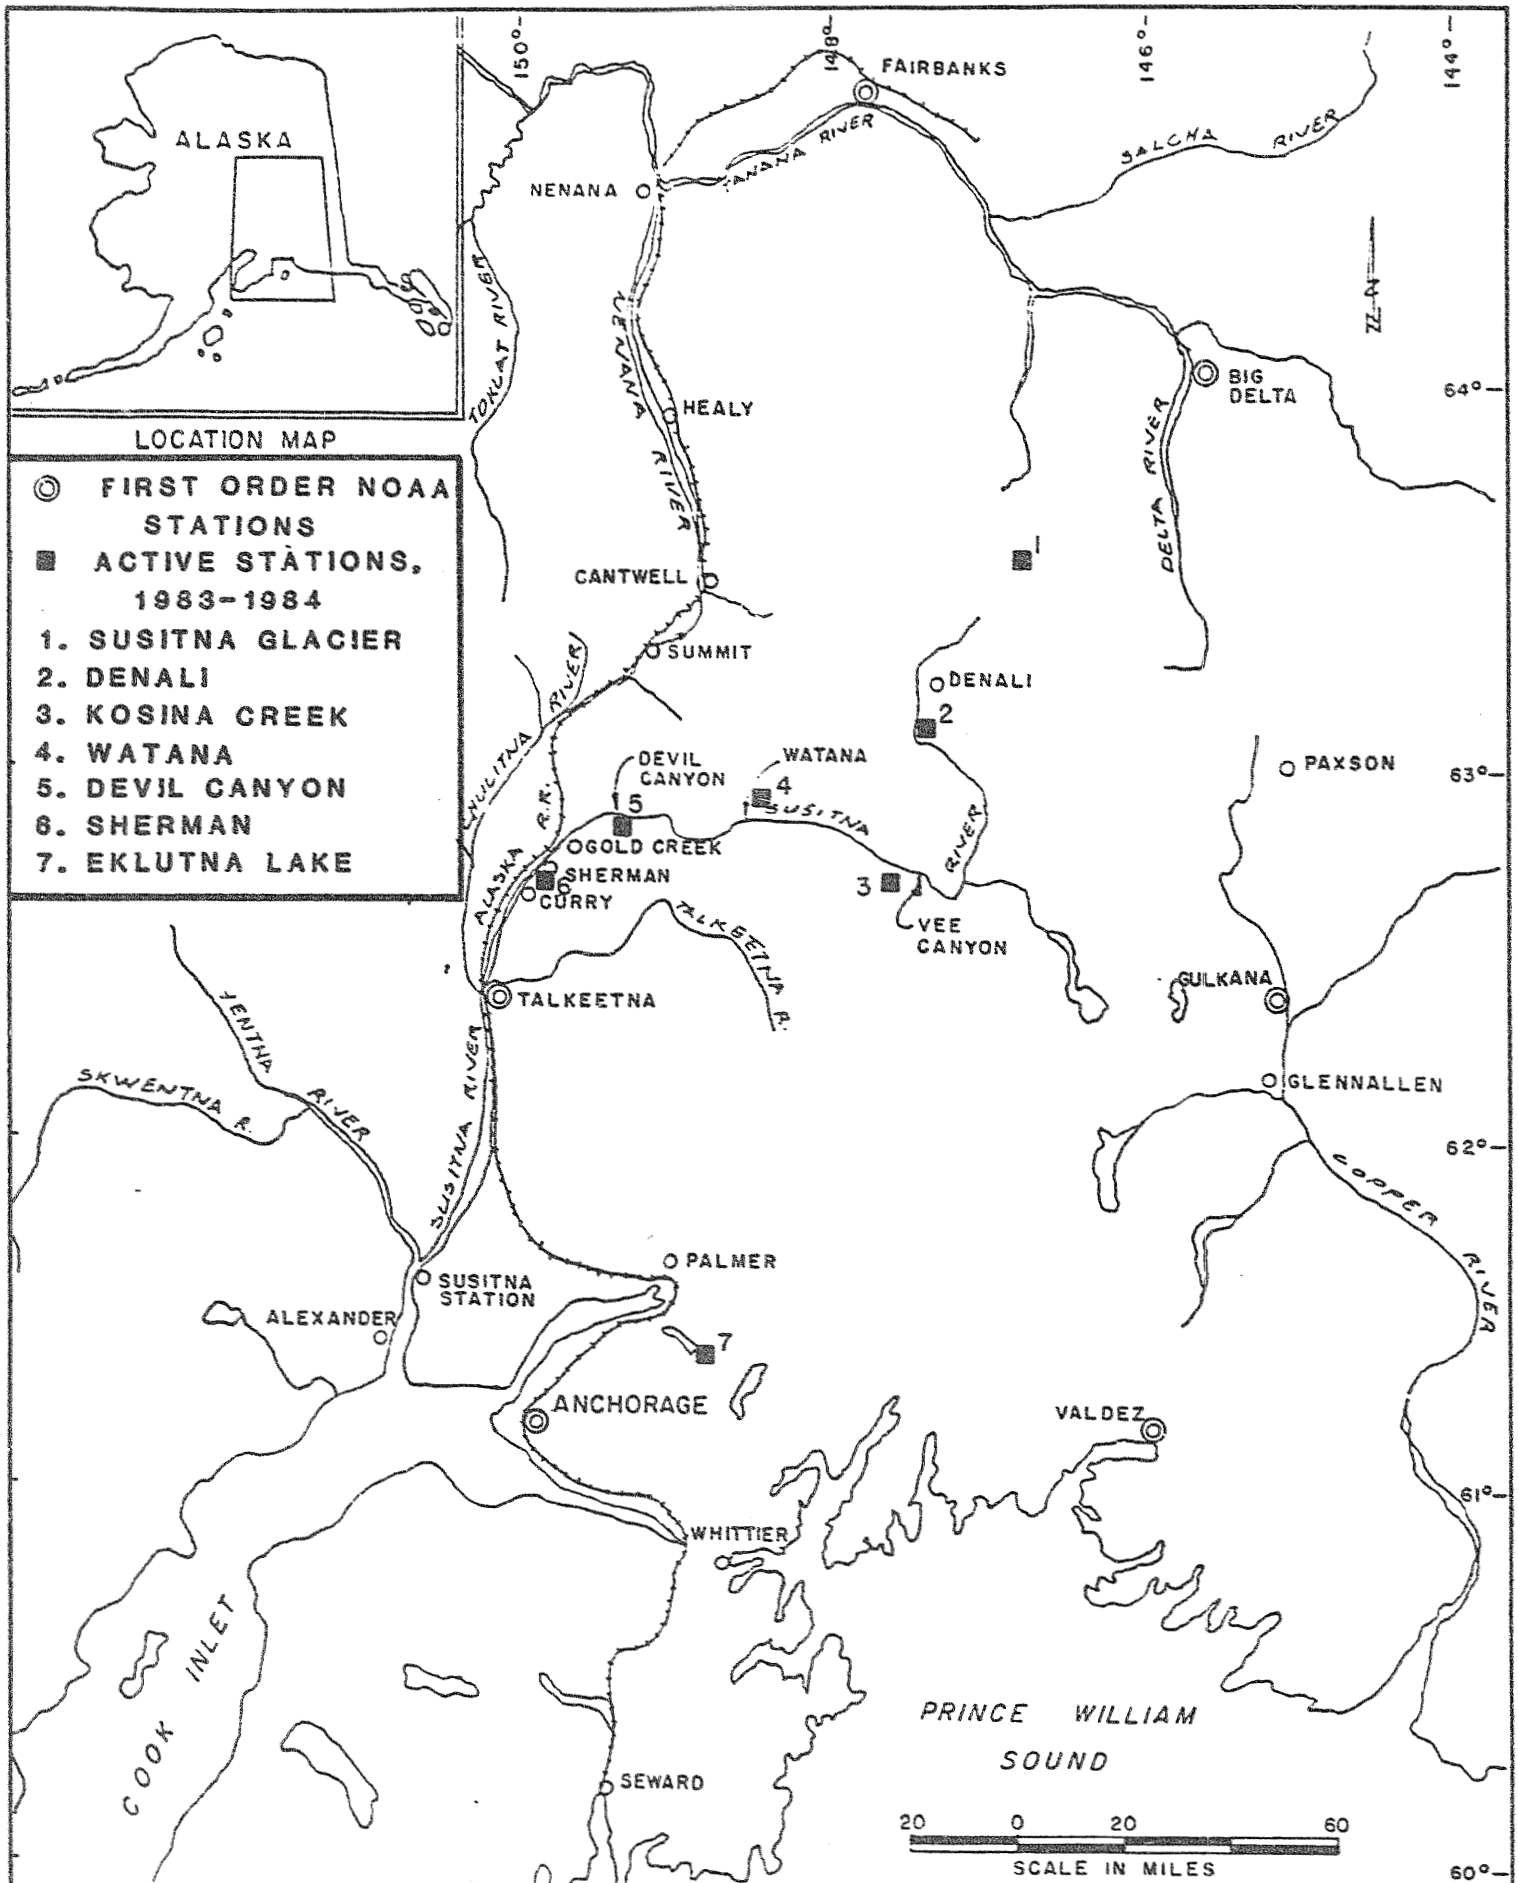 150°
148°
146°
144°
FAIRBANKS
ALASKA
SALCHA RIVER
TANANA RIVER
NENANA
N
TOKLAT RIVER
NENANA RIVER
BIG
DELTA
64°
HEALY
DELTA RIVER
LOCATION MAP
FIRST ORDER NOAA
STATIONS
ACTIVE STATIONS,
1983-1984
1. SUSITNA GLACIER
2. DENALI
3. KOSINA CREEK
4. WATANA
5. DEVIL CANYON
6. SHERMAN
7. EKLUTNA LAKE
1
CANTWELL
SUMMIT
DENALI
2
RIVER
DEVIL
CANYON
5
WATANA
4
PAXSON
63°
SUSITNA
RIVER
ALASKA R.R.
GOLD CREEK
SHERMAN
6
CURRY
3
VEE
CANYON
TALKEETNA R.
TALKEETNA
GULKANA
GLENNALLEN
SKWENTNA R.
RIVER
SUSITNA RIVER
62°
COPPER RIVER
PALMER
SUSITNA
STATION
ALEXANDER
7
ANCHORAGE
VALDEZ
61°
WHITTIER
COOK INLET
PRINCE WILLIAM
SOUND
SEWARD
20 0 20 60
SCALE IN MILES
60°